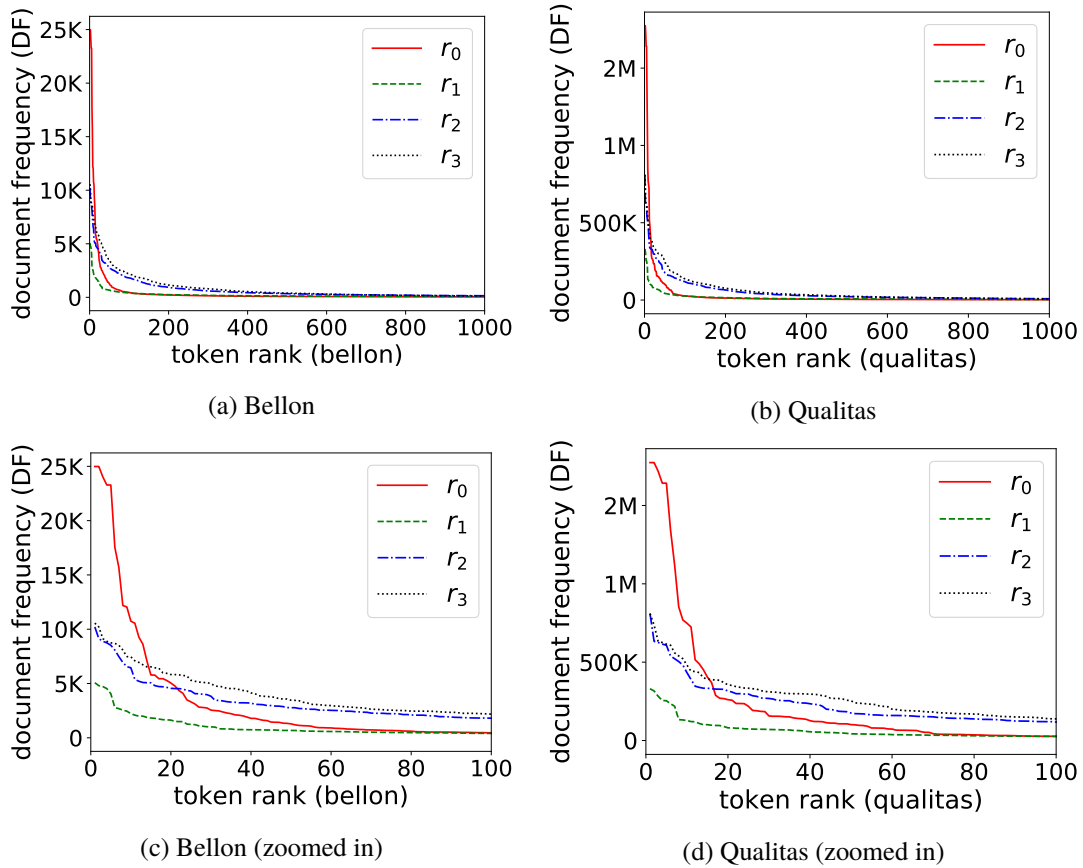 document frequency (DF)
25K
20K
15K
10K
5K
0
0 200 400 600 800 1000
token rank (bellon)
r0
r1
r2
r3
(a) Bellon
document frequency (DF)
2M
1M
500K
0
0 200 400 600 800 1000
token rank (qualitas)
r0
r1
r2
r3
(b) Qualitas
document frequency (DF)
25K
20K
15K
10K
5K
0
0 20 40 60 80 100
token rank (bellon)
r0
r1
r2
r3
(c) Bellon (zoomed in)
document frequency (DF)
2M
1M
500K
0
0 20 40 60 80 100
token rank (qualitas)
r0
r1
r2
r3
(d) Qualitas (zoomed in)